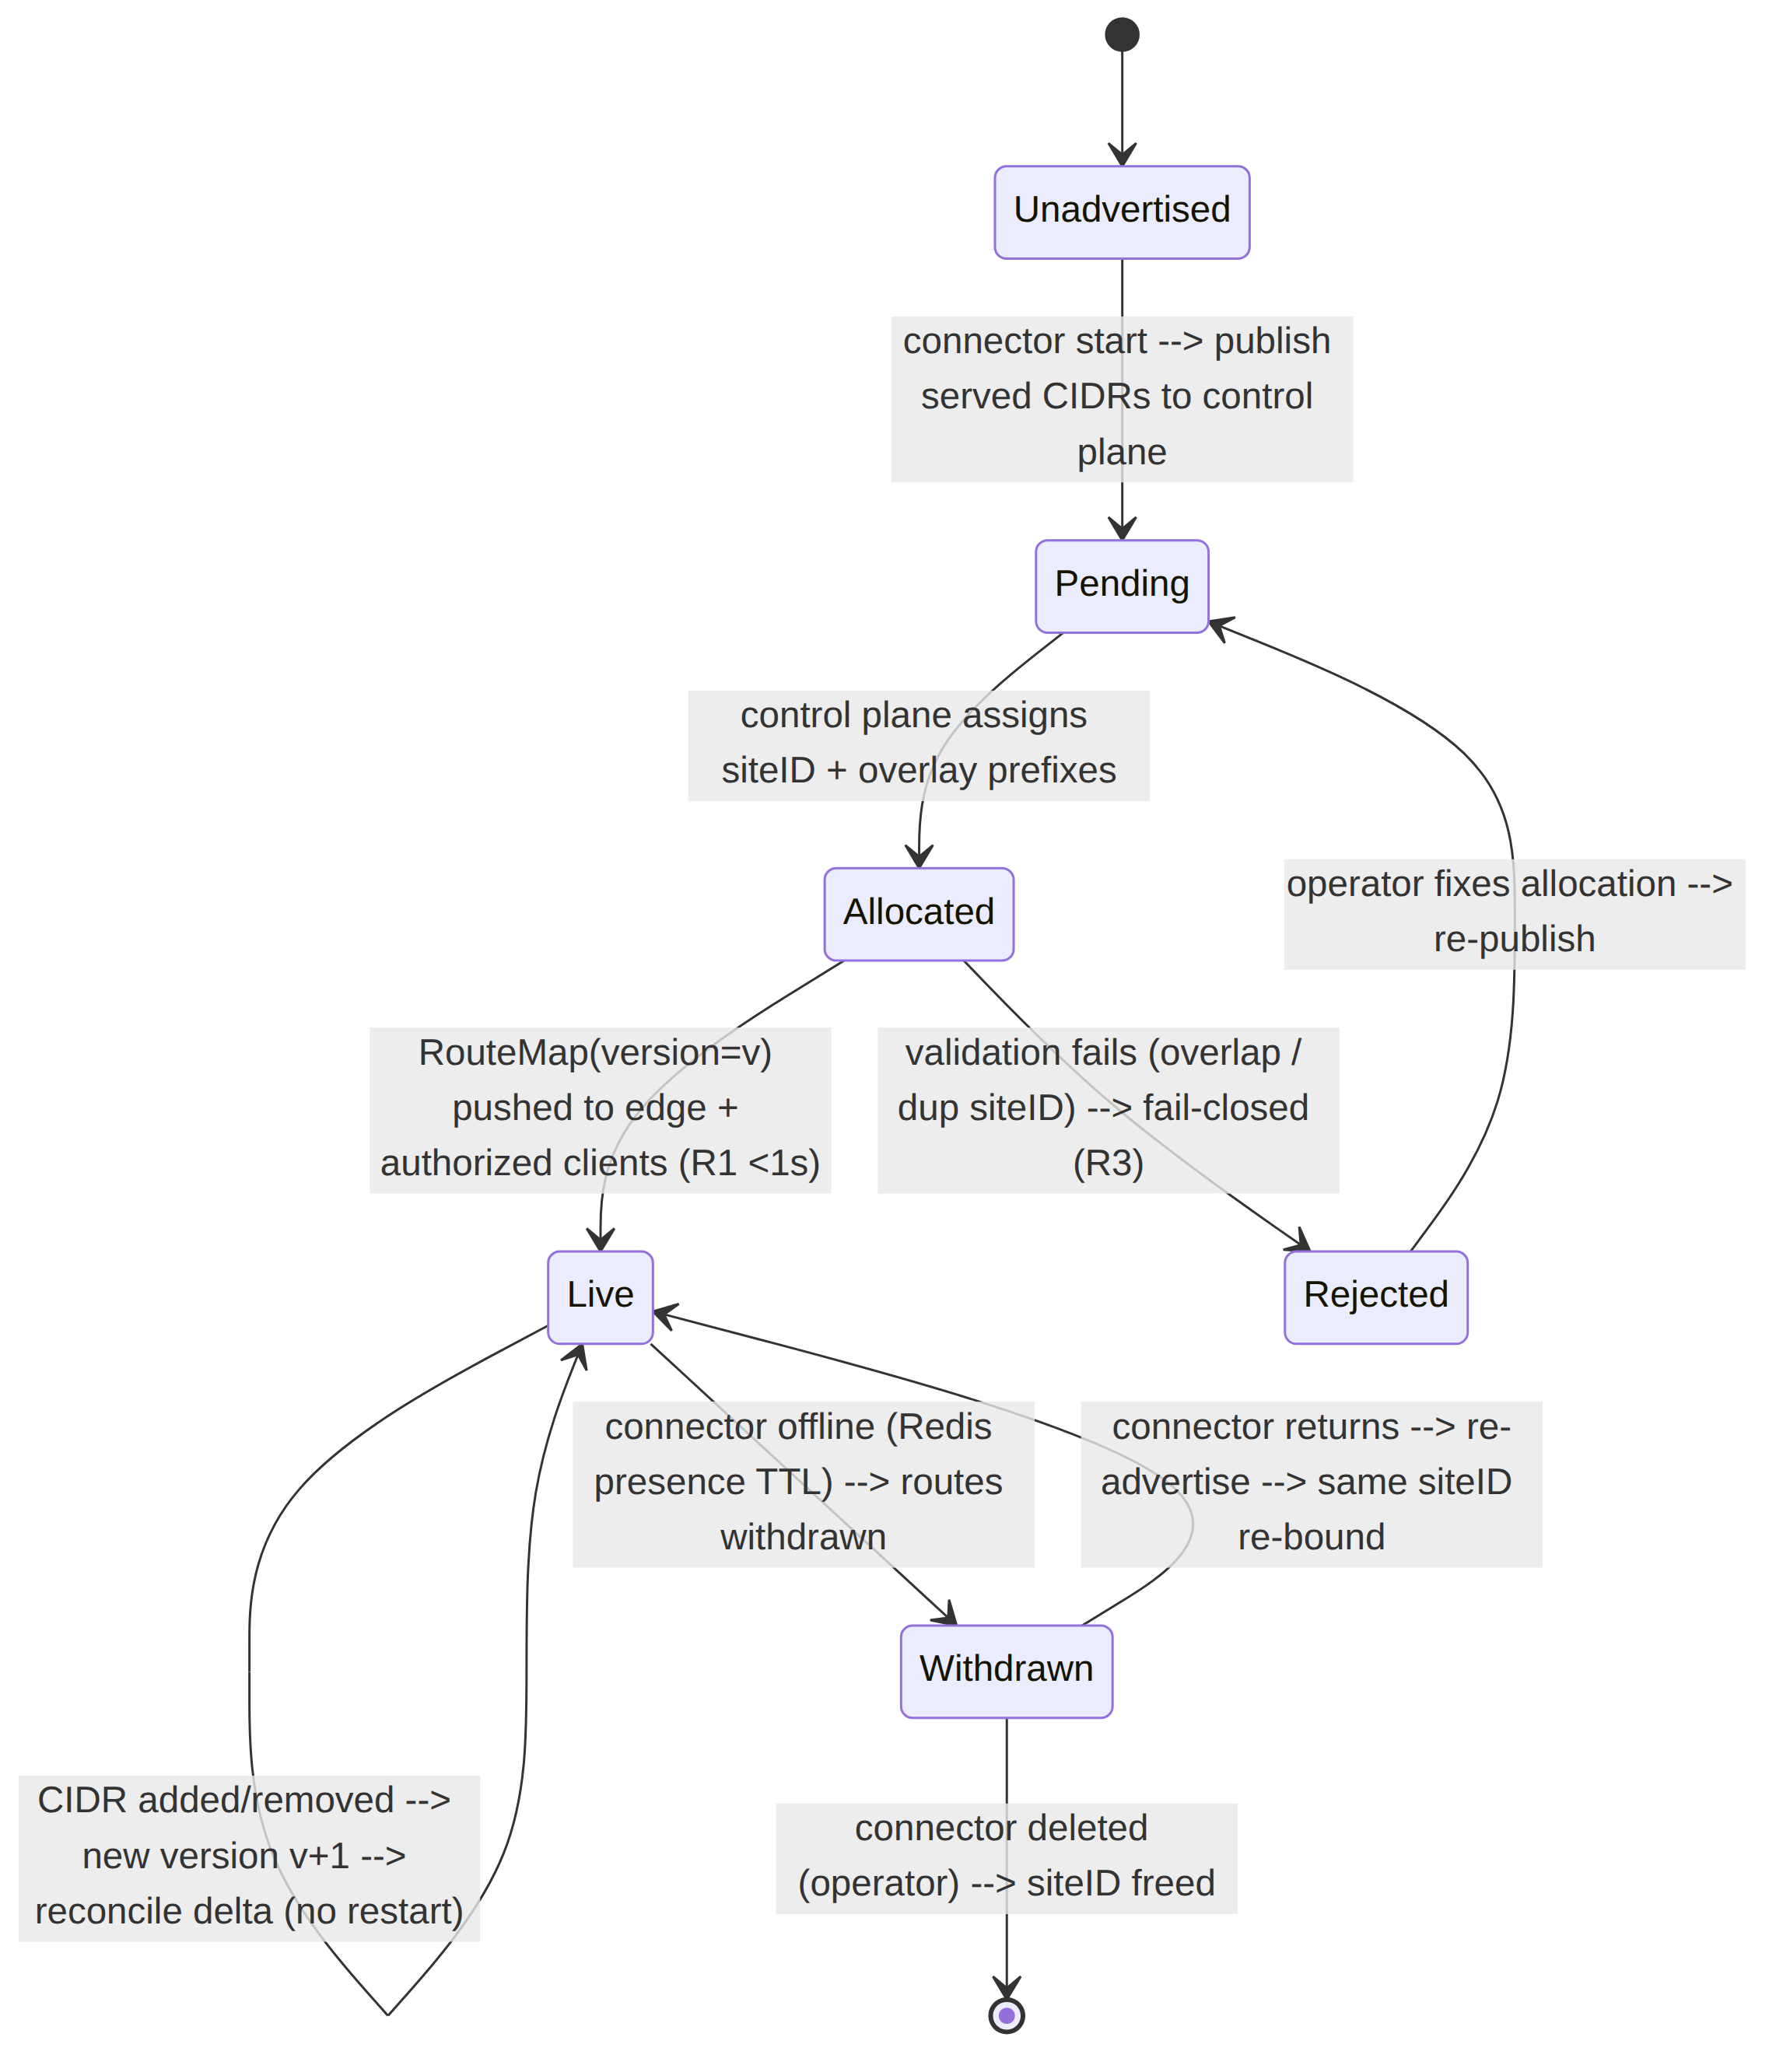 Unadvertised
connector start --> publish
served CIDRs to control
plane
Pending
control plane assigns
siteID + overlay prefixes
operator fixes allocation -->
re-publish
Allocated
RouteMap(version=v)
pushed to edge +
authorized clients (R1 <1s)
validation fails (overlap /
dup siteID) --> fail-closed
(R3)
Live
Rejected
connector offline (Redis
presence TTL) --> routes
withdrawn
connector returns --> re-
advertise --> same siteID
re-bound
Withdrawn
CIDR added/removed -->
new version v+1 -->
reconcile delta (no restart)
connector deleted
(operator) --> siteID freed